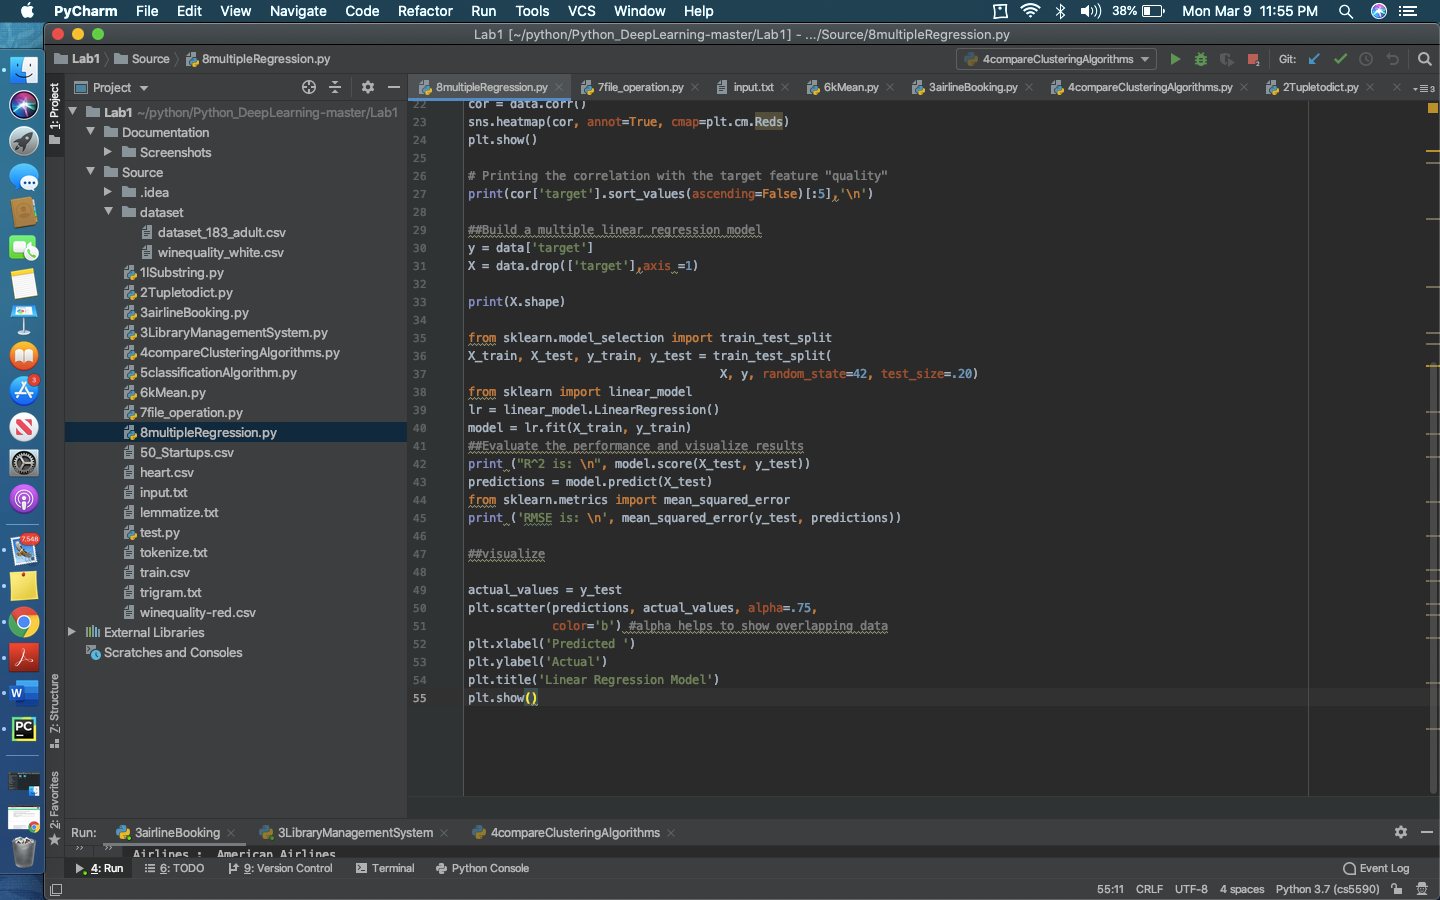 PyCharm File Edit View Navigate Code Refactor Run Tools VCS Window Help 38% Mon Mar 9 11:55 PM
Lab1 [~/python/Python_DeepLearning-master/Lab1] - .../Source/8multipleRegression.py
Lab1 Source 8multipleRegression.py 4compareClusteringAlgorithms Git:
Project 8multipleRegression.py 7file_operation.py input.txt 6kMean.py 3airlineBooking.py 4compareClusteringAlgorithms.py 2Tupletodict.py 3
1: Project
Lab1 ~/python/Python_DeepLearning-master/Lab1
Documentation
Screenshots
Source
.idea
dataset
dataset_183_adult.csv
winequality_white.csv
1lSubstring.py
2Tupletodict.py
3airlineBooking.py
3LibraryManagementSystem.py
4compareClusteringAlgorithms.py
5classificationAlgorithm.py
6kMean.py
7file_operation.py
8multipleRegression.py
50_Startups.csv
heart.csv
input.txt
lemmatize.txt
test.py
tokenize.txt
train.csv
trigram.txt
winequality-red.csv
External Libraries
Scratches and Consoles
22 cor = data.corr()
23 sns.heatmap(cor, annot=True, cmap=plt.cm.Reds)
24 plt.show()
25
26 # Printing the correlation with the target feature "quality"
27 print(cor['target'].sort_values(ascending=False)[:5],'\n')
28
29 ##Build a multiple linear regression model
30 y = data['target']
31 X = data.drop(['target'],axis =1)
32
33 print(X.shape)
34
35 from sklearn.model_selection import train_test_split
36 X_train, X_test, y_train, y_test = train_test_split(
37 X, y, random_state=42, test_size=.20)
38 from sklearn import linear_model
39 lr = linear_model.LinearRegression()
40 model = lr.fit(X_train, y_train)
41 ##Evaluate the performance and visualize results
42 print ("R^2 is: \n", model.score(X_test, y_test))
43 predictions = model.predict(X_test)
44 from sklearn.metrics import mean_squared_error
45 print ('RMSE is: \n', mean_squared_error(y_test, predictions))
46
47 ##visualize
48
49 actual_values = y_test
50 plt.scatter(predictions, actual_values, alpha=.75,
51 color='b') #alpha helps to show overlapping data
52 plt.xlabel('Predicted ')
53 plt.ylabel('Actual')
54 plt.title('Linear Regression Model')
55 plt.show()
3
7,548
W
PC
Z: Structure
2: Favorites
Run: 3airlineBooking 3LibraryManagementSystem 4compareClusteringAlgorithms
Airlines : American Airlines
4: Run 6: TODO 9: Version Control Terminal Python Console Event Log
55:11 CRLF UTF-8 4 spaces Python 3.7 (cs5590)